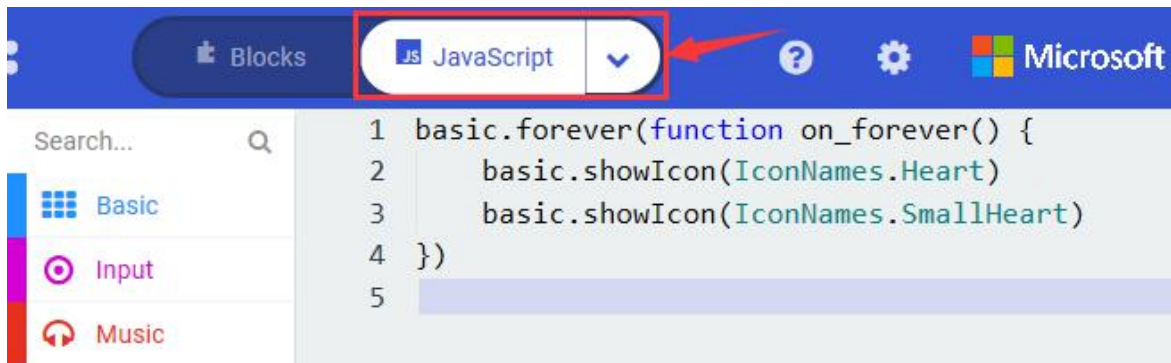 Blocks
JS JavaScript
?
Microsoft
Search...
Basic
Input
Music
1 basic.forever(function on_forever() {
2     basic.showIcon(IconNames.Heart)
3     basic.showIcon(IconNames.SmallHeart)
4 })
5